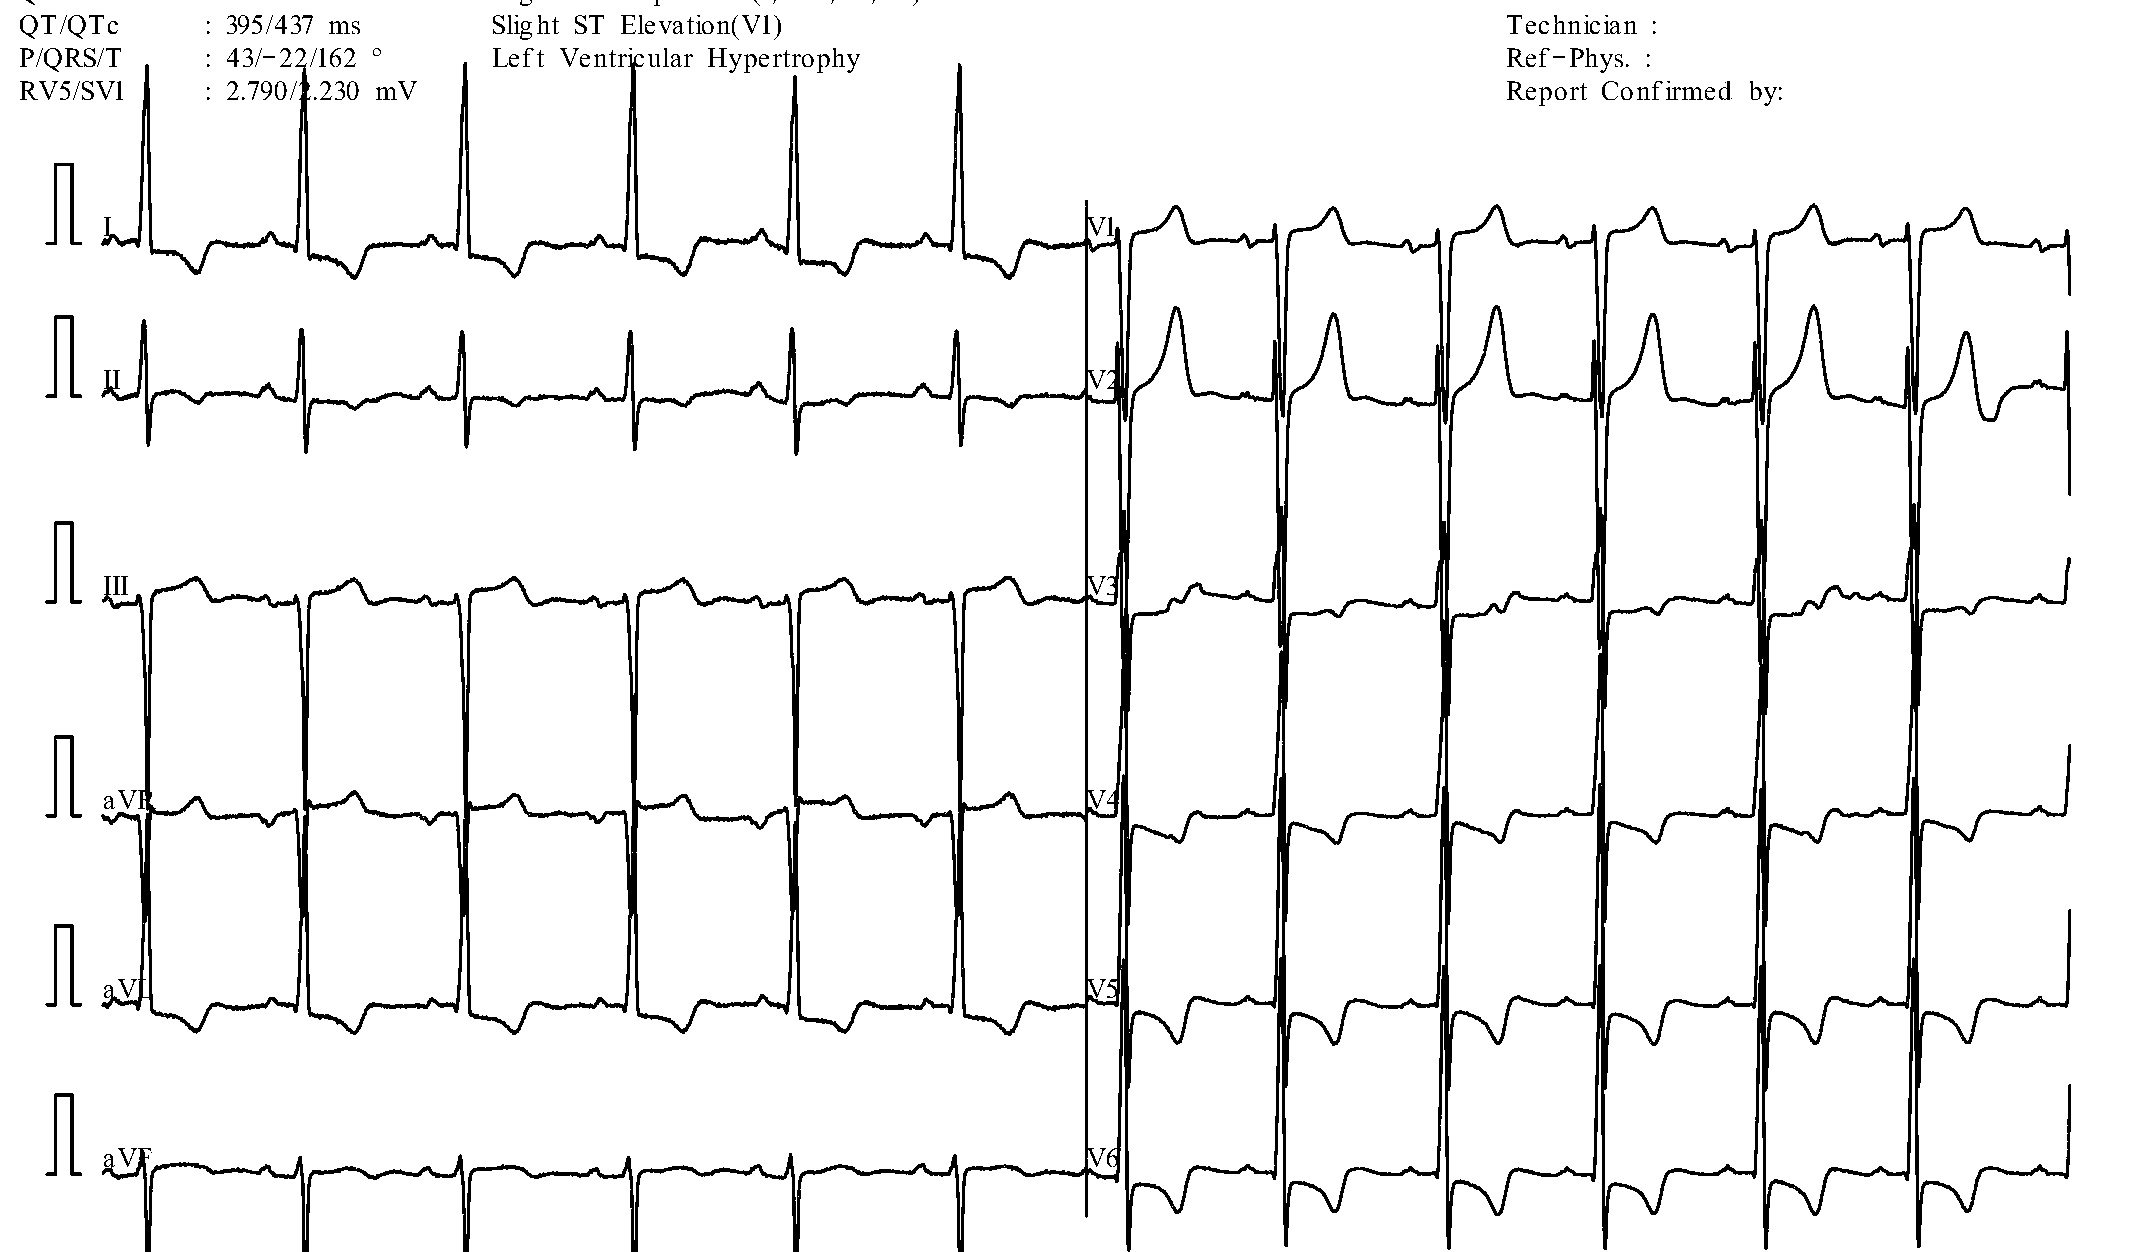 QT/QTc : 395/437 ms
P/QRS/T : 43/-22/162 °
RV5/SV1 : 2.790/2.230 mV
Slight ST Elevation(V1)
Left Ventricular Hypertrophy
Technician :
Ref-Phys. :
Report Confirmed by:
I
II
III
aVR
aVL
aVF
V1
V2
V3
V4
V5
V6